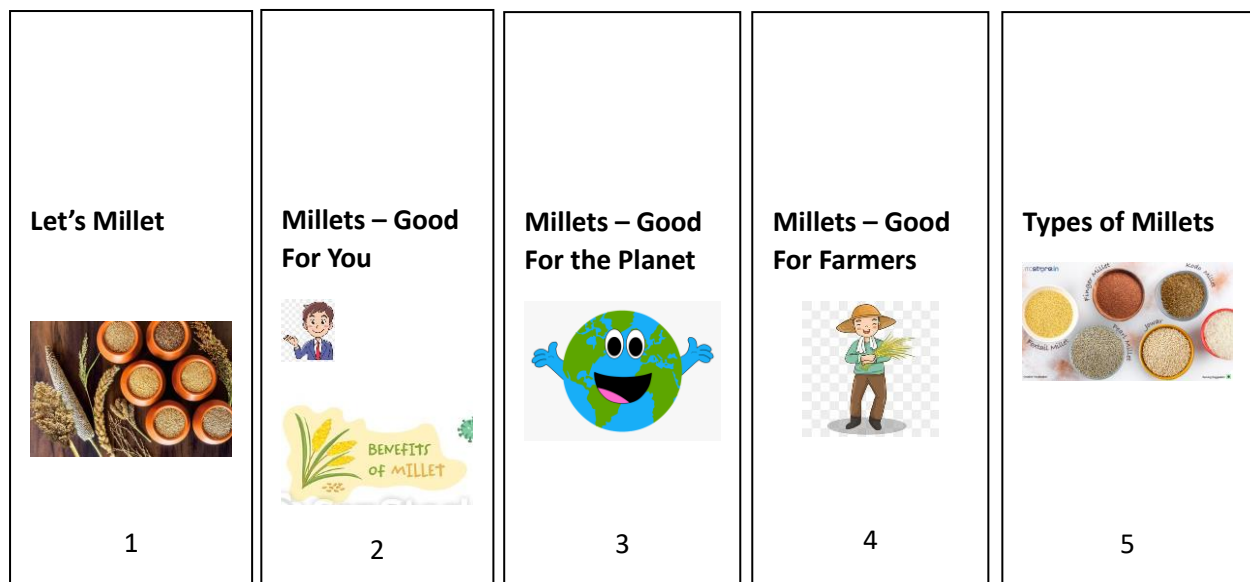 Let's Millet
1
Millets – Good
For You
BENEFITS
OF MILLET
2
Millets – Good
For the Planet
3
Millets – Good
For Farmers
4
Types of Millets
Finger Millet
Kodo Millet
Foxtail Millet
Pearl Millet
Jowar
5